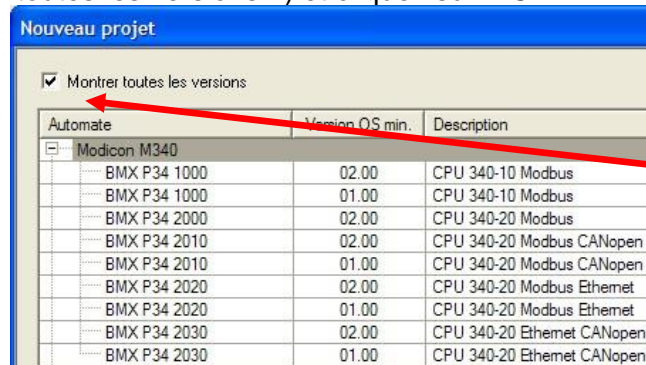 Nouveau projet
Montrer toutes les versions
Automate Version OS min. Description
Modicon M340
BMX P34 1000 02.00 CPU 340-10 Modbus
BMX P34 1000 01.00 CPU 340-10 Modbus
BMX P34 2000 02.00 CPU 340-20 Modbus
BMX P34 2010 02.00 CPU 340-20 Modbus CANopen
BMX P34 2010 01.00 CPU 340-20 Modbus CANopen
BMX P34 2020 02.00 CPU 340-20 Modbus Ethernet
BMX P34 2020 01.00 CPU 340-20 Modbus Ethernet
BMX P34 2030 02.00 CPU 340-20 Ethernet CANopen
BMX P34 2030 01.00 CPU 340-20 Ethernet CANopen